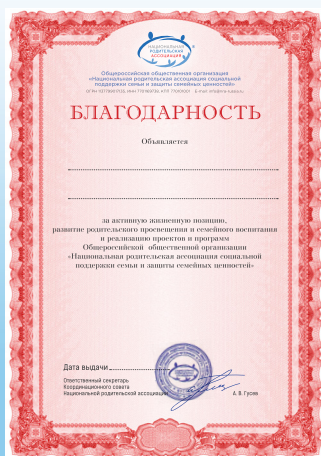 НАЦИОНАЛЬНАЯ
РОДИТЕЛЬСКАЯ
АССОЦИАЦИЯ
Общероссийская общественная организация
«Национальная родительская ассоциация социальной
поддержки семьи и защиты семейных ценностей»
БЛАГОДАРНОСТЬ
Объявляется
за активную жизненную позицию,
развитие родительского просвещения и семейного воспитания
и реализацию проектов и программ
Общероссийской общественной организации
«Национальная родительская ассоциация социальной
поддержки семьи и защиты семейных ценностей»
Дата выдачи
Ответственный секретарь
Координационного совета
Национальной родительской ассоциации
А. В. Гусев